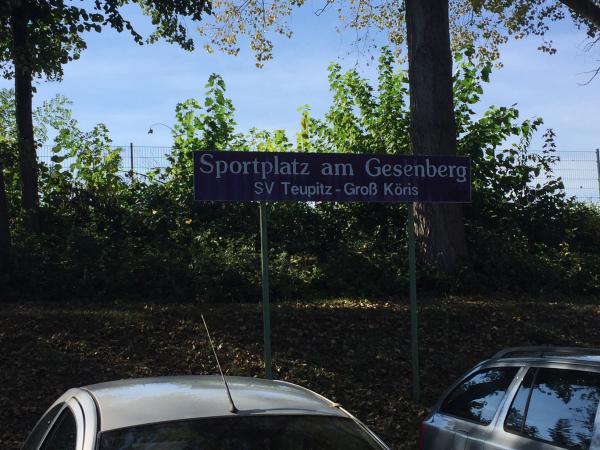 Sportplatz am Gesenberg
SV Teupitz - Groß Köris